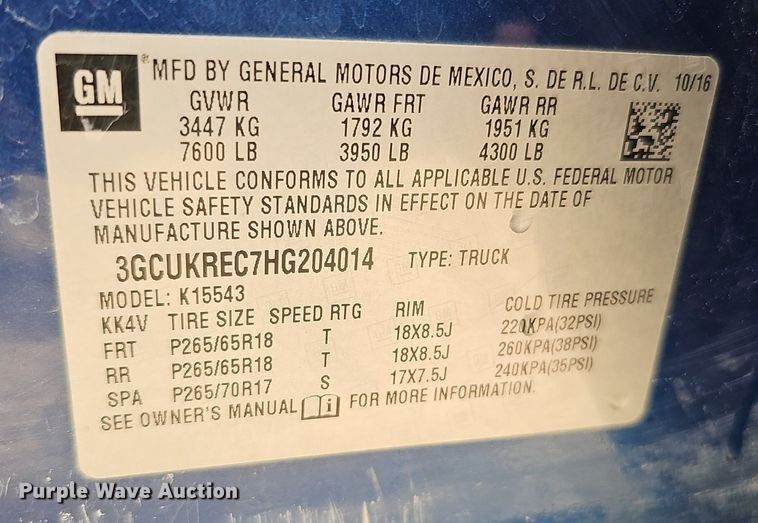 GM ® MFD BY GENERAL MOTORS DE MEXICO, S. DE R.L. DE C.V. 10/16
GVWR GAWR FRT GAWR RR
3447 KG 1792 KG 1951 KG
7600 LB 3950 LB 4300 LB
THIS VEHICLE CONFORMS TO ALL APPLICABLE U.S. FEDERAL MOTOR
VEHICLE SAFETY STANDARDS IN EFFECT ON THE DATE OF
MANUFACTURE SHOWN ABOVE.
3GCUKREC7HG204014 TYPE: TRUCK
MODEL: K15543
KK4V TIRE SIZE SPEED RTG RIM COLD TIRE PRESSURE
FRT P265/65R18 T 18X8.5J 220KPA(32PSI)
RR P265/65R18 T 18X8.5J 260KPA(38PSI)
SPA P265/70R17 S 17X7.5J 240KPA(35PSI)
SEE OWNER'S MANUAL i FOR MORE INFORMATION.
Purple Wave Auction